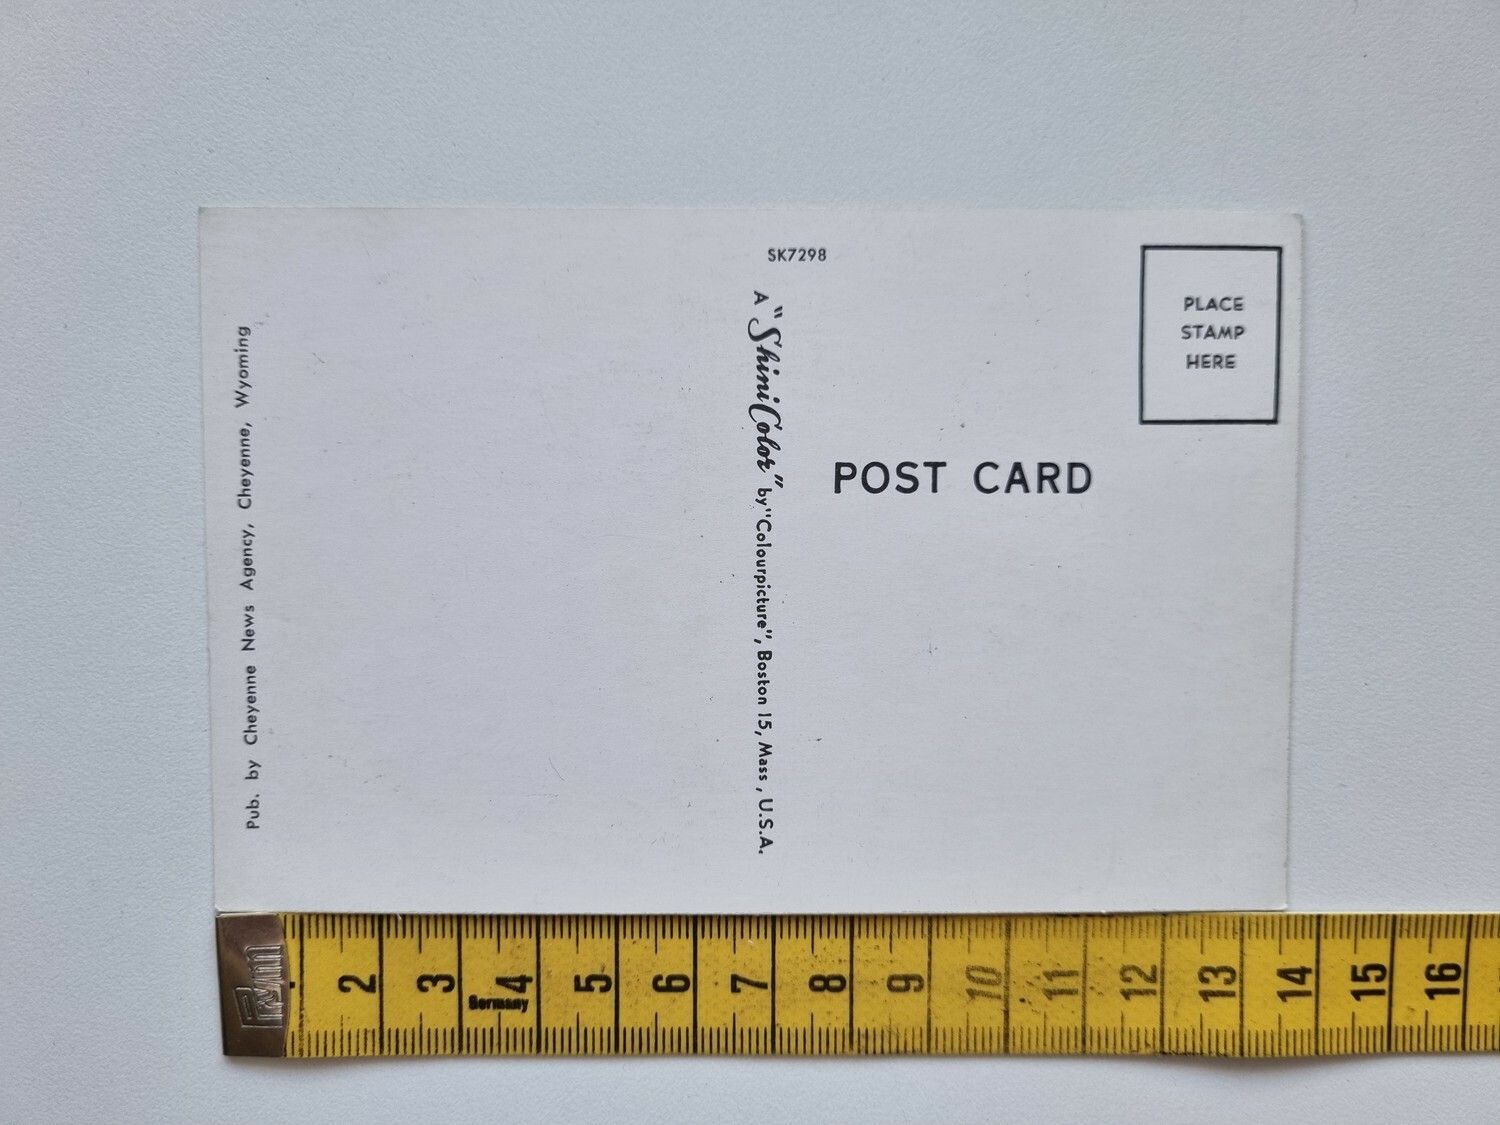 SK7298
PLACE
STAMP
HERE
POST CARD
A "ShiniColor" by "Colourpicture", Boston 15, Mass., U.S.A.
Pub. by Cheyenne News Agency, Cheyenne, Wyoming
Prym
2 3 4 5 6 7 8 9 10 11 12 13 14 15 16
Germany